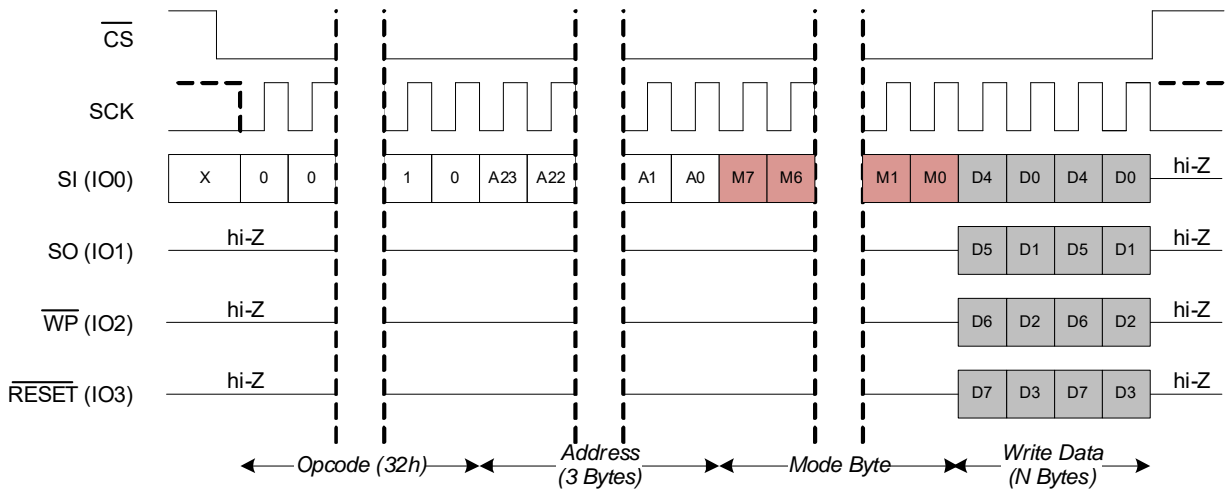 CS
SCK
SI (IO0) X 0 0 1 0 A23 A22 A1 A0 M7 M6 M1 M0 D4 D0 D4 D0 hi-Z
SO (IO1) hi-Z D5 D1 D5 D1 hi-Z
WP (IO2) hi-Z D6 D2 D6 D2 hi-Z
RESET (IO3) hi-Z D7 D3 D7 D3 hi-Z
Opcode (32h) Address Mode Byte Write Data
(3 Bytes) (N Bytes)